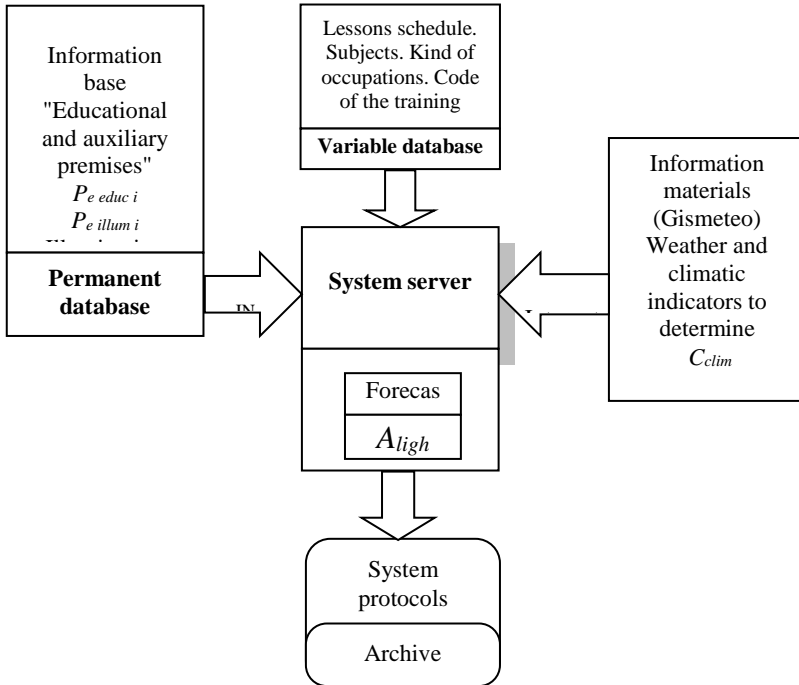 Information
base
"Educational
and auxiliary
premises"
P e educ i
P e illum i
Permanent
database
Lessons schedule.
Subjects. Kind of
occupations. Code
of the training
Variable database
System server
Forecas
A ligh
Information
materials
(Gismeteo)
Weather and
climatic
indicators to
determine
C clim
System
protocols
Archive